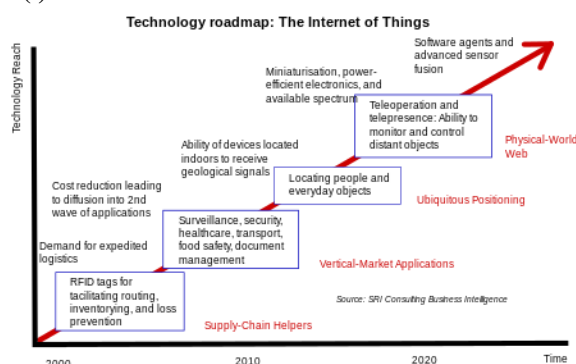 Technology roadmap: The Internet of Things
Technology Reach
Software agents and
advanced sensor
fusion
Miniaturisation, power-
efficient electronics, and
available spectrum
Teleoperation and
telepresence: Ability to
monitor and control
distant objects
Physical-World
Web
Ability of devices located
indoors to receive
geological signals
Locating people and
everyday objects
Ubiquitous Positioning
Cost reduction leading
to diffusion into 2nd
wave of applications
Surveillance, security,
healthcare, transport,
food safety, document
management
Vertical-Market Applications
Demand for expedited
logistics
RFID tags for
tacilitating routing,
inventorying, and loss
prevention
Supply-Chain Helpers
Source: SRI Consulting Business Intelligence
2000
2010
2020
Time